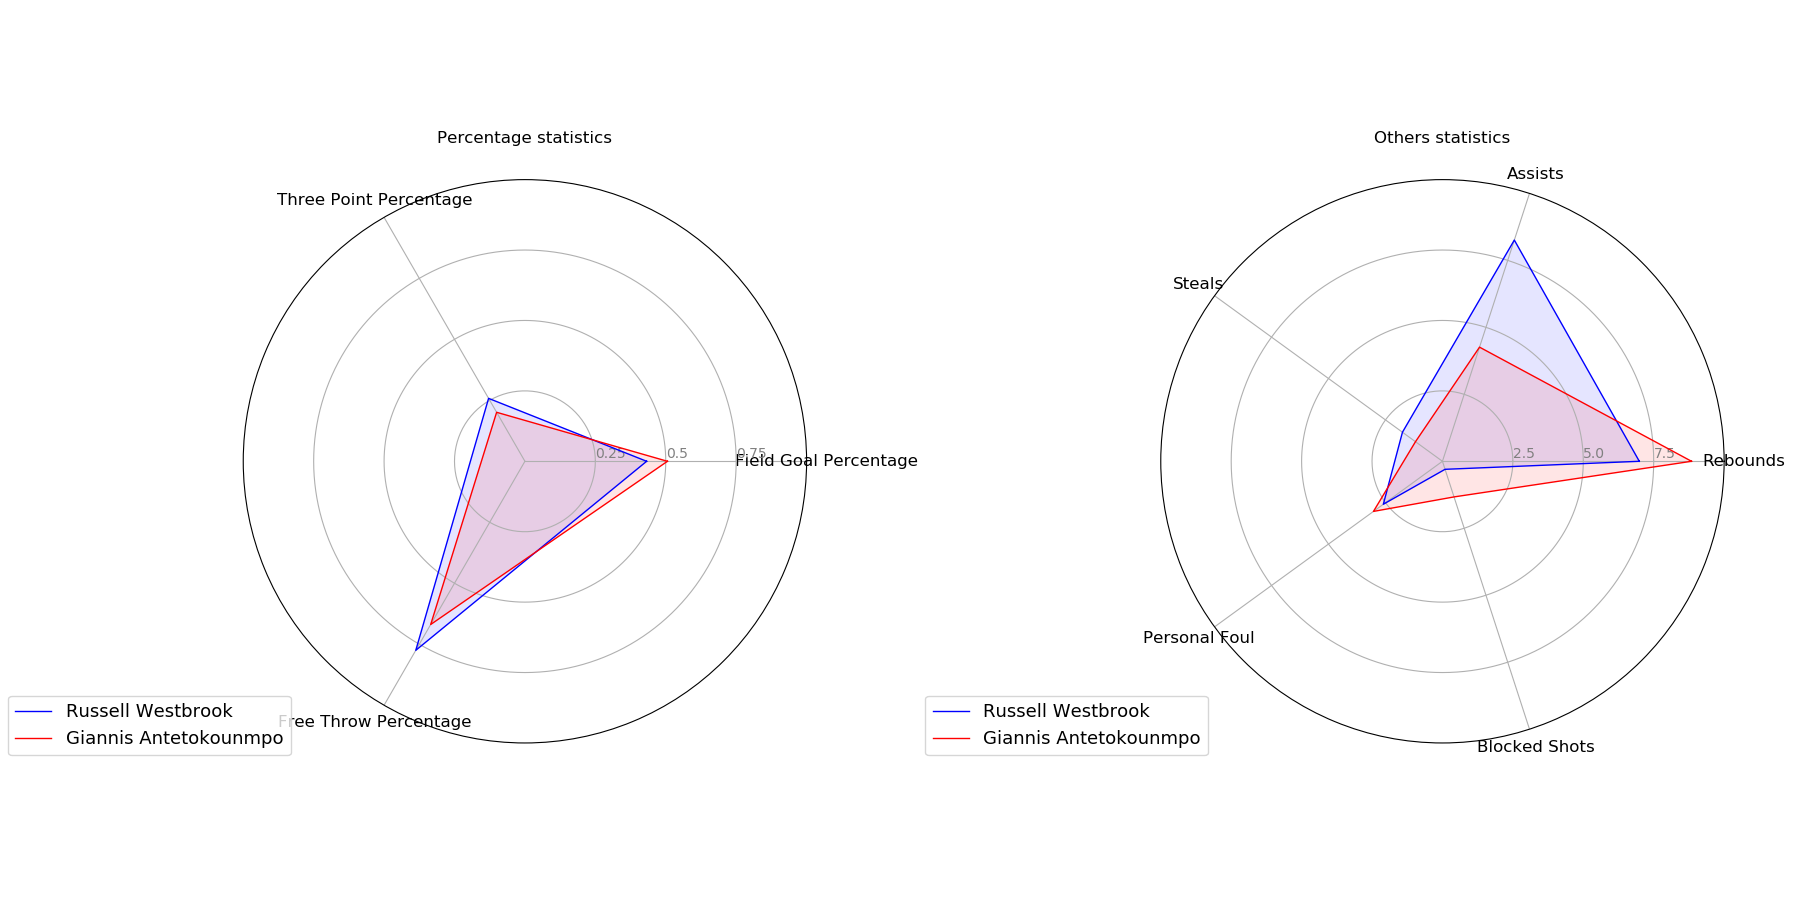 Percentage statistics
Three Point Percentage
0.25
0.5
0.75
Field Goal Percentage
Free Throw Percentage
Russell Westbrook
Giannis Antetokounmpo
Others statistics
Assists
Steals
2.5
5.0
7.5
Rebounds
Personal Foul
Blocked Shots
Russell Westbrook
Giannis Antetokounmpo